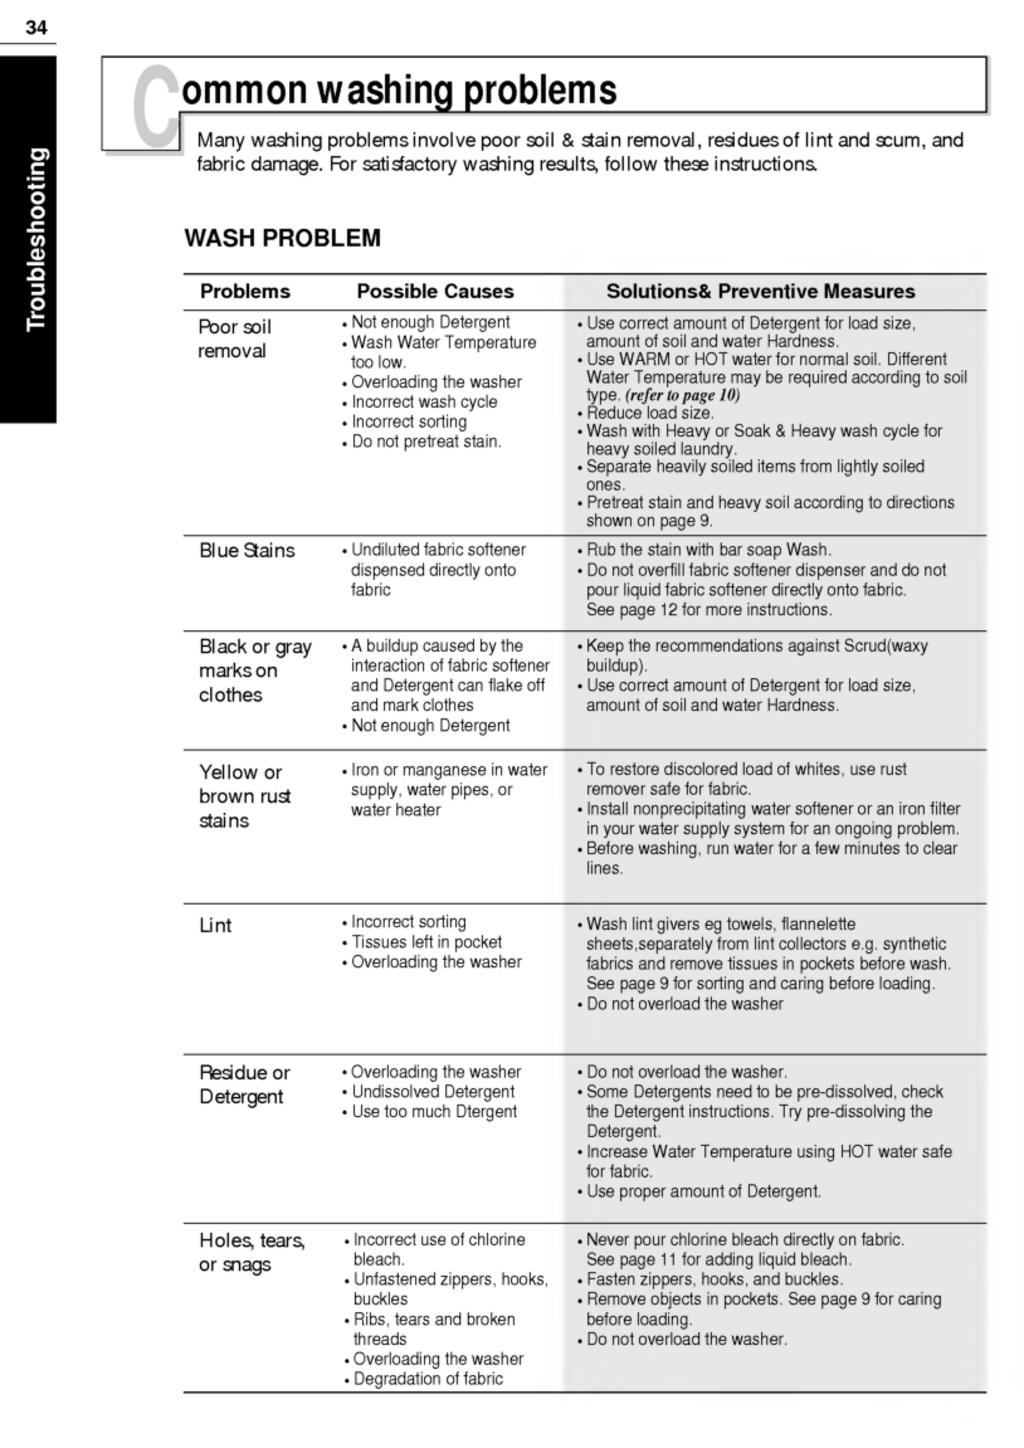 34
Troubleshooting
Common washing problems
Many washing problems involve poor soil & stain removal, residues of lint and scum, and
fabric damage. For satisfactory washing results, follow these instructions.
WASH PROBLEM
Problems
Possible Causes
Solutions& Preventive Measures
Poor soil
removal
• Not enough Detergent
• Wash Water Temperature
too low.
• Overloading the washer
• Incorrect wash cycle
• Incorrect sorting
• Do not pretreat stain.
• Use correct amount of Detergent for load size,
amount of soil and water Hardness.
• Use WARM or HOT water for normal soil. Different
Water Temperature may be required according to soil
type. (refer to page 10)
• Reduce load size.
• Wash with Heavy or Soak & Heavy wash cycle for
heavy soiled laundry.
• Separate heavily soiled items from lightly soiled
ones.
• Pretreat stain and heavy soil according to directions
shown on page 9.
Blue Stains
• Undiluted fabric softener
dispensed directly onto
fabric
• Rub the stain with bar soap Wash.
• Do not overfill fabric softener dispenser and do not
pour liquid fabric softener directly onto fabric.
See page 12 for more instructions.
Black or gray
marks on
clothes
• A buildup caused by the
interaction of fabric softener
and Detergent can flake off
and mark clothes
• Not enough Detergent
• Keep the recommendations against Scrud(waxy
buildup).
• Use correct amount of Detergent for load size,
amount of soil and water Hardness.
Yellow or
brown rust
stains
• Iron or manganese in water
supply, water pipes, or
water heater
• To restore discolored load of whites, use rust
remover safe for fabric.
• Install nonprecipitating water softener or an iron filter
in your water supply system for an ongoing problem.
• Before washing, run water for a few minutes to clear
lines.
Lint
• Incorrect sorting
• Tissues left in pocket
• Overloading the washer
• Wash lint givers eg towels, flannelette
sheets,separately from lint collectors e.g. synthetic
fabrics and remove tissues in pockets before wash.
See page 9 for sorting and caring before loading.
• Do not overload the washer
Residue or
Detergent
• Overloading the washer
• Undissolved Detergent
• Use too much Dtergent
• Do not overload the washer.
• Some Detergents need to be pre-dissolved, check
the Detergent instructions. Try pre-dissolving the
Detergent.
• Increase Water Temperature using HOT water safe
for fabric.
• Use proper amount of Detergent.
Holes, tears,
or snags
• Incorrect use of chlorine
bleach.
• Unfastened zippers, hooks,
buckles
• Ribs, tears and broken
threads
• Overloading the washer
• Degradation of fabric
• Never pour chlorine bleach directly on fabric.
See page 11 for adding liquid bleach.
• Fasten zippers, hooks, and buckles.
• Remove objects in pockets. See page 9 for caring
before loading.
• Do not overload the washer.